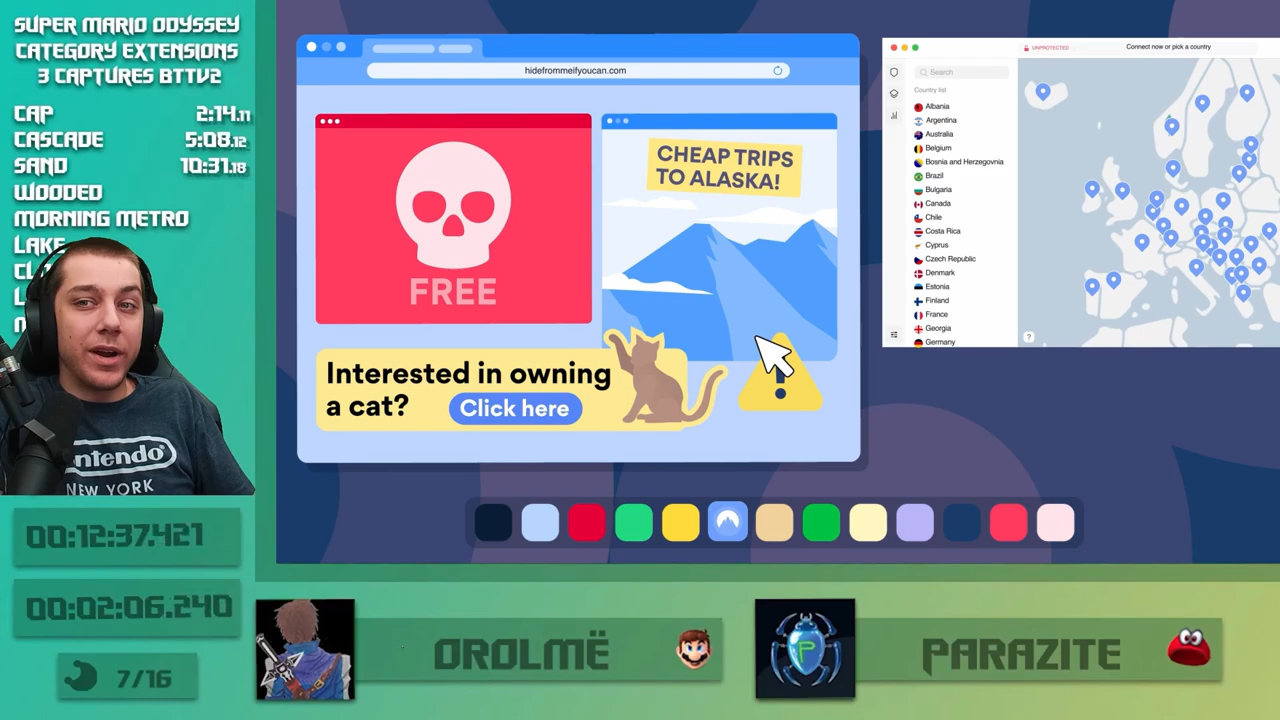 SUPER MARIO ODYSSEY
CATEGORY EXTENSIONS
3 CAPTURES BTTV2
CAP 2:14.11
CASCADE 5:08.12
SAND 10:31.18
WOODED
MORNING METRO
LAKE
ntendo
NEW YORK
00:12:37.421
00:02:06.240
7/16
hidefrommeifyoucan.com
FREE
CHEAP TRIPS
TO ALASKA!
Interested in owning
a cat? Click here
UNPROTECTED
Connect now or pick a country
Search
Country list
Albania
Argentina
Australia
Belgium
Bosnia and Herzegovnia
Brazil
Bulgaria
Canada
Chile
Costa Rica
Cyprus
Czech Republic
Denmark
Estonia
Finland
France
Georgia
Germany
?
OROLMË
P
PARAZITE